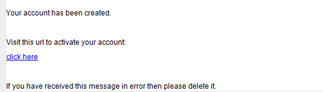 Your account has been created.
Visit this url to activate your account:
click here
If you have received this message in error then please delete it.